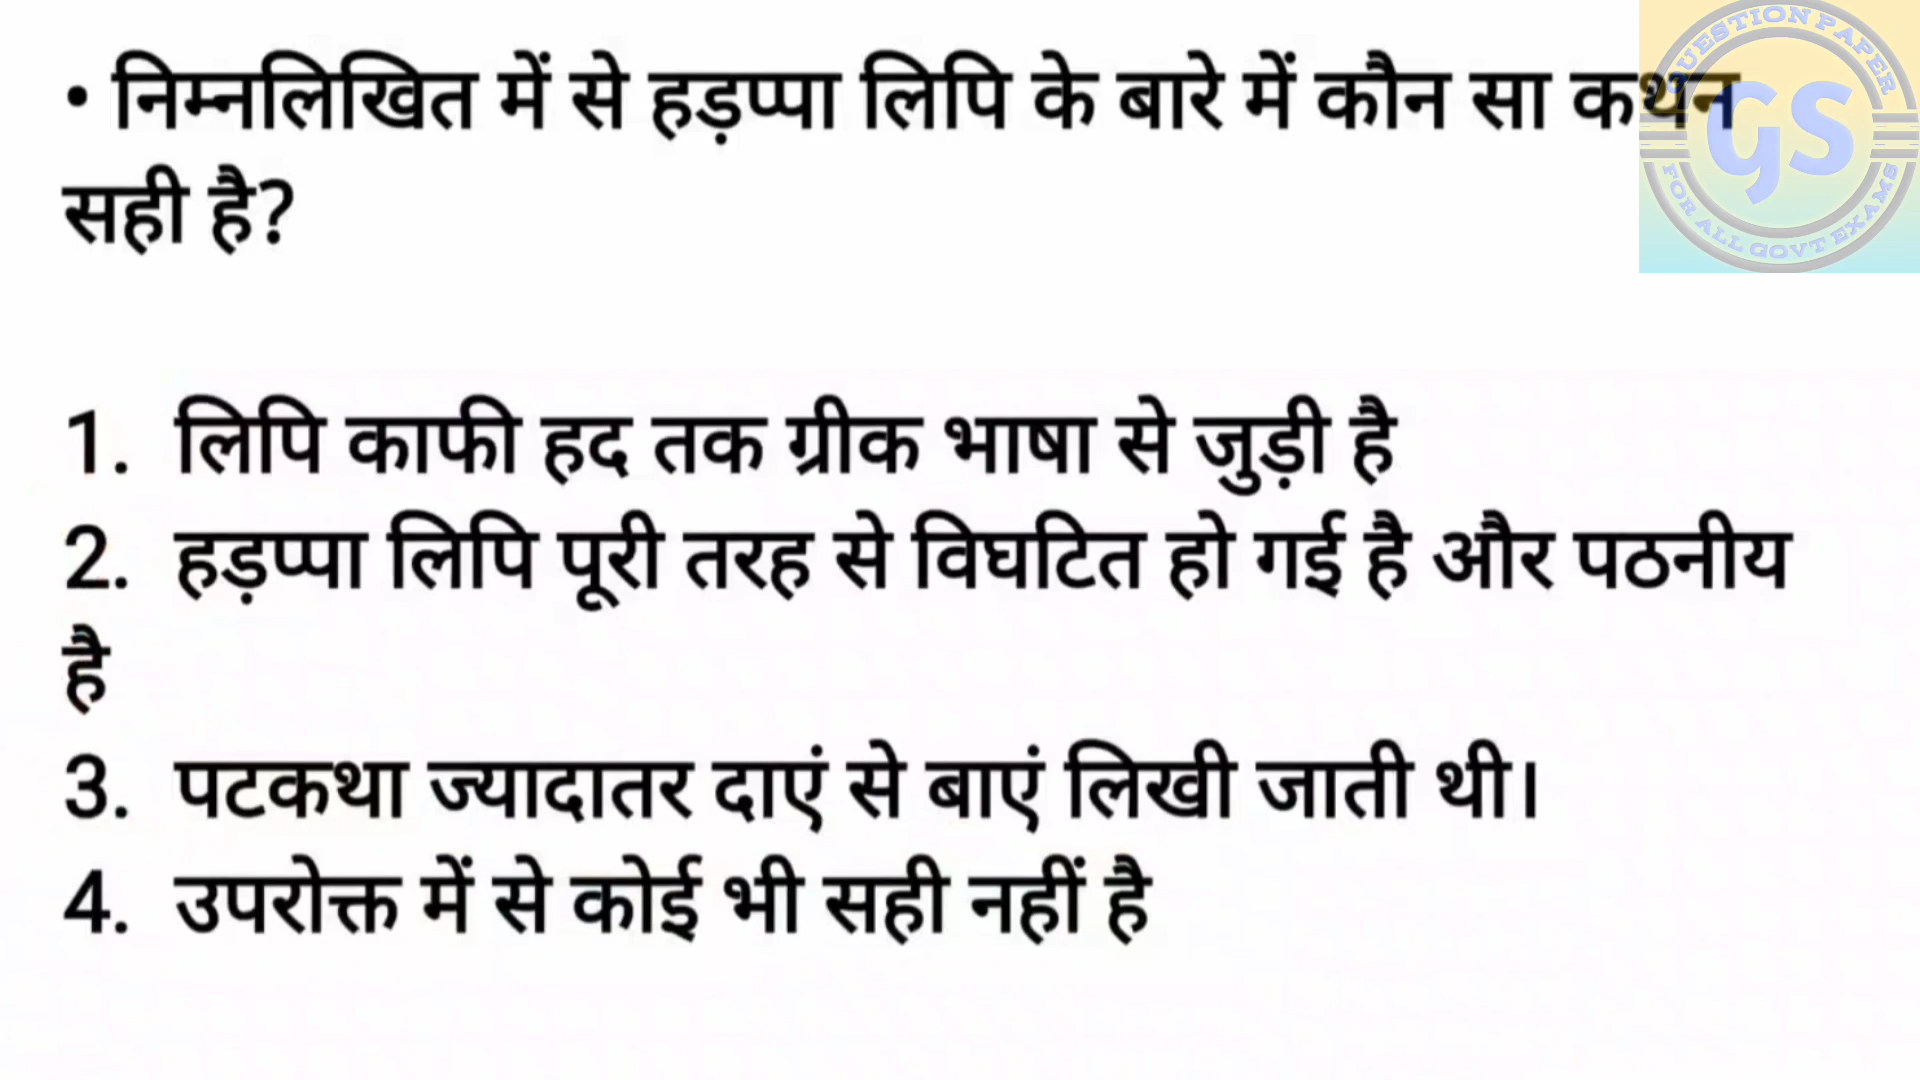 • निम्नलिखित में से हड़प्पा लिपि के बारे में कौन सा कथन
सही है?
QUESTION PAPER
GS
FOR ALL GOVT EXAMS
1. लिपि काफी हद तक ग्रीक भाषा से जुड़ी है
2. हड़प्पा लिपि पूरी तरह से विघटित हो गई है और पठनीय
है
3. पटकथा ज्यादातर दाएं से बाएं लिखी जाती थी।
4. उपरोक्त में से कोई भी सही नहीं है